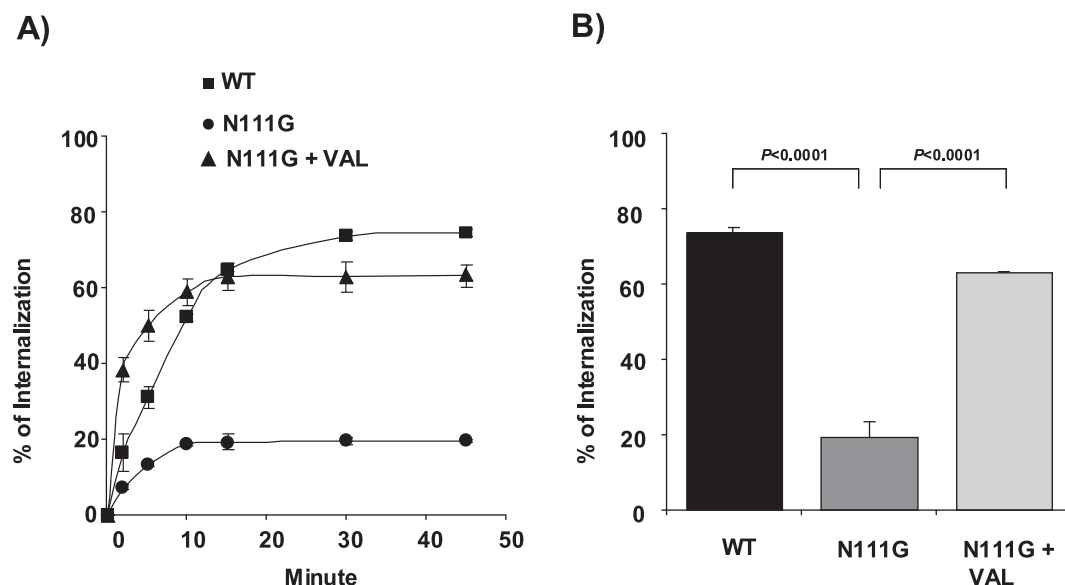 A)
WT
N111G
N111G + VAL
% of Internalization
100
80
60
40
20
0
0 10 20 30 40 50
Minute
B)
% of Internalization
100
80
60
40
20
0
P<0.0001 P<0.0001
WT N111G N111G +
VAL